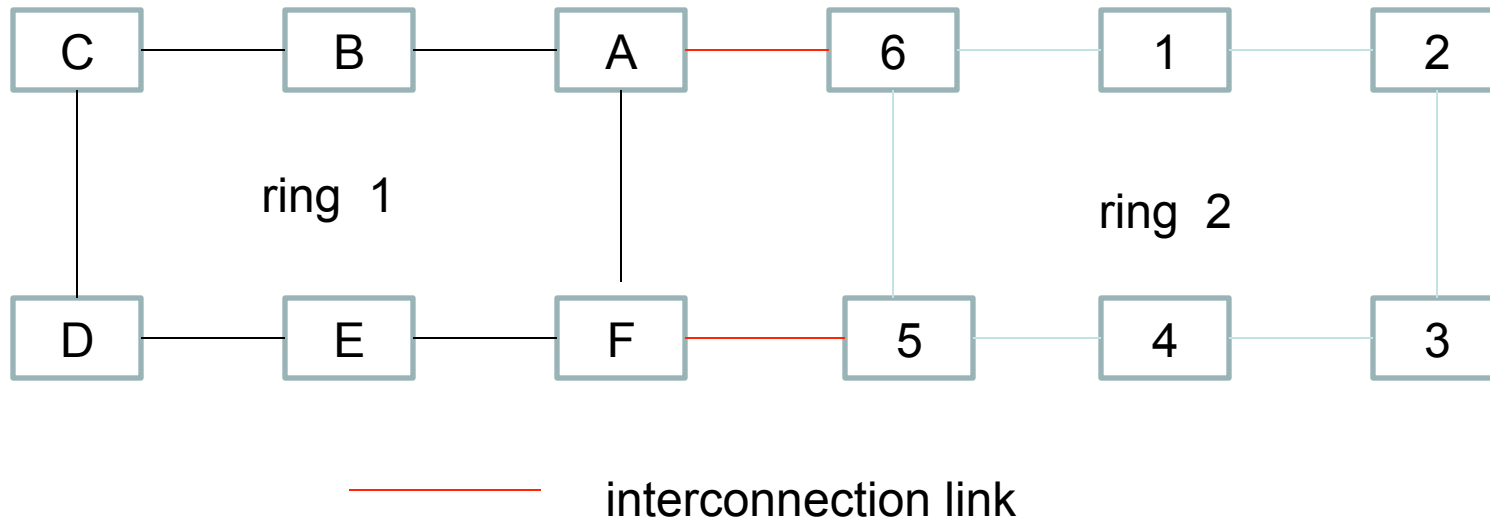 C B A 6 1 2
ring 1
ring 2
D E F 5 4 3
interconnection link